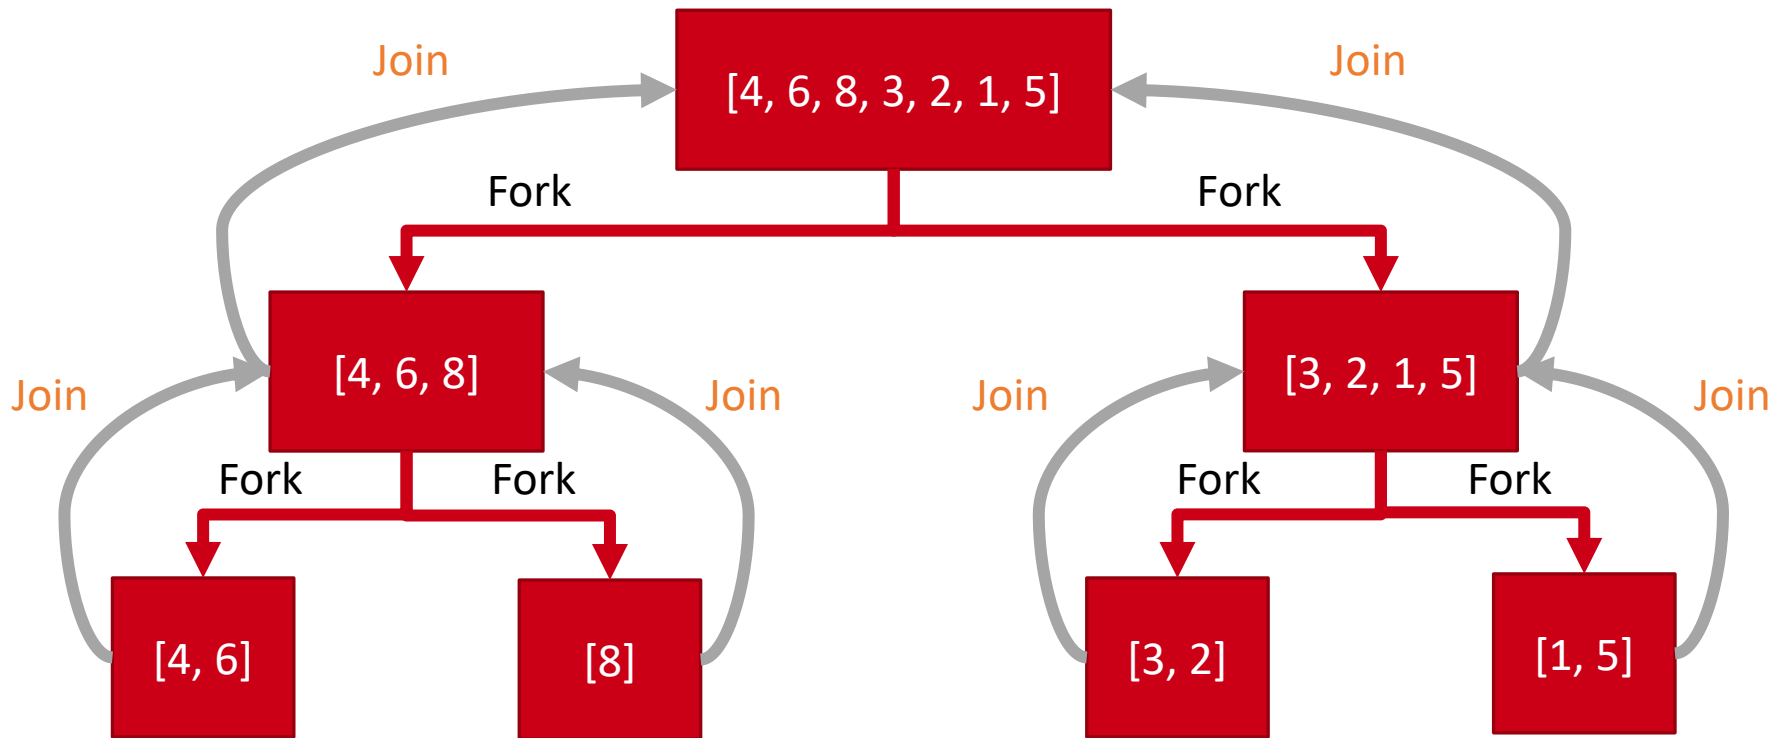 Join
[4, 6, 8, 3, 2, 1, 5]
Join
Fork
Fork
Join
[4, 6, 8]
Join
Join
[3, 2, 1, 5]
Join
Fork
Fork
Fork
Fork
[4, 6]
[8]
[3, 2]
[1, 5]